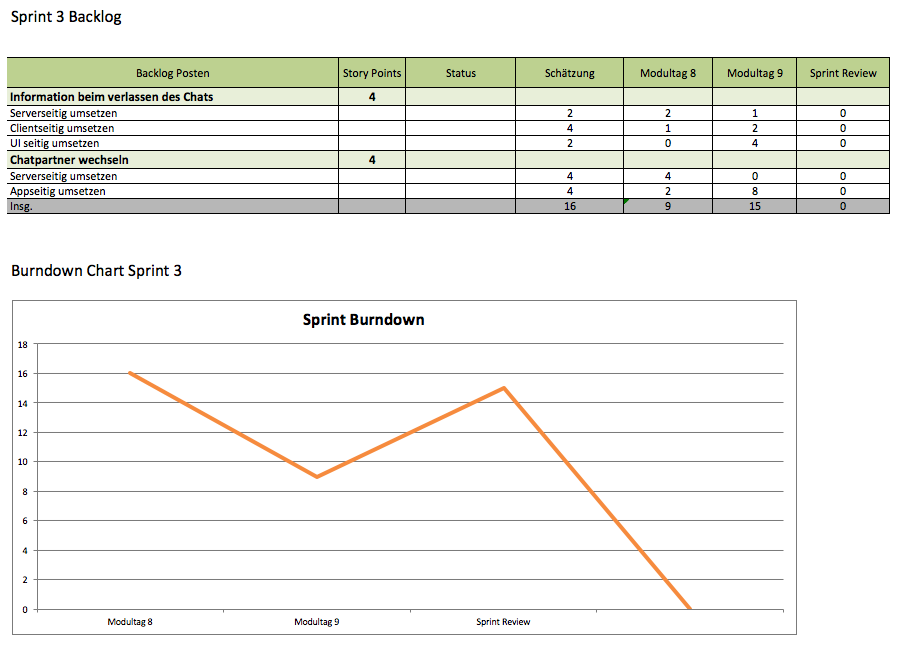 Sprint 3 Backlog
Backlog Posten Story Points Status Schätzung Modultag 8 Modultag 9 Sprint Review
Information beim verlassen des Chats 4
Serverseitig umsetzen 2 2 1 0
Clientseitig umsetzen 4 1 2 0
UI seitig umsetzen 2 0 4 0
Chatpartner wechseln 4
Serverseitig umsetzen 4 4 0 0
Appseitig umsetzen 4 2 8 0
Insg. 16 9 15 0
Burndown Chart Sprint 3
Sprint Burndown
18
16
14
12
10
8
6
4
2
0
Modultag 8 Modultag 9 Sprint Review